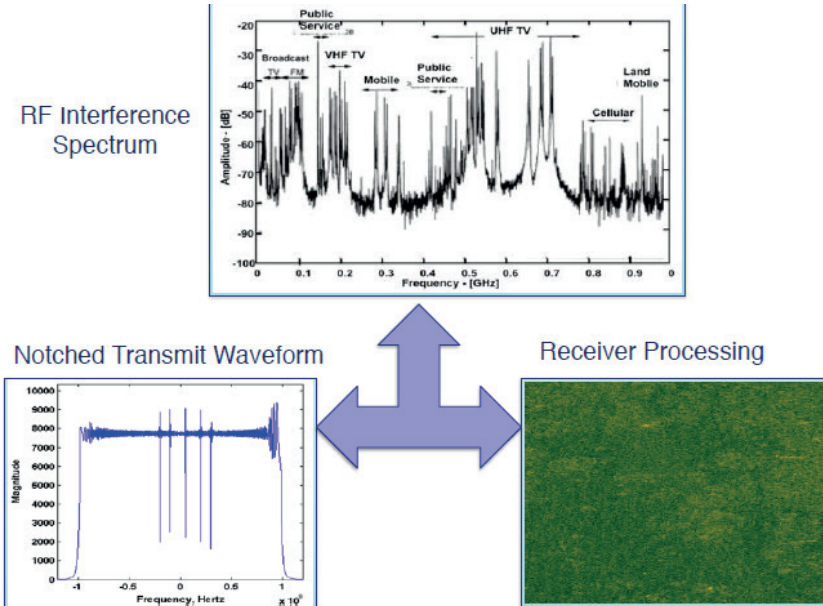 RF Interference
Spectrum
Public
Service
Broadcast
TV
FM
VHF TV
Mobile
Public
Service
UHF TV
Land
Moblie
Cellular
Amplitude - [dB]
-20
-30
-40
-50
-60
-70
-80
-90
-100
0
0.1
0.2
0.3
0.4
0.5
0.6
0.7
0.8
0.9
0
Frequency - [GHz]
Notched Transmit Waveform
Magnitude
10000
9000
8000
7000
6000
5000
4000
3000
2000
1000
0
-1
-0.5
0
0.5
1
Frequency, Hertz
Receiver Processing